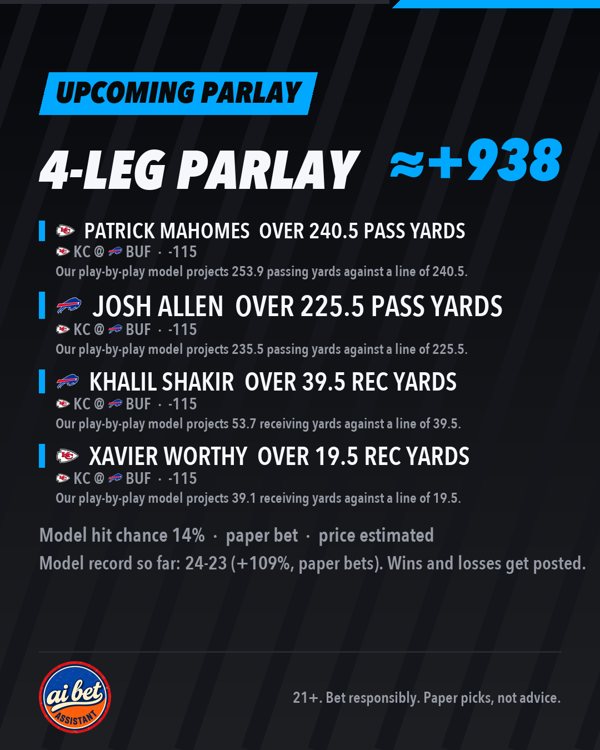 UPCOMING PARLAY
4-LEG PARLAY ≈+938
PATRICK MAHOMES OVER 240.5 PASS YARDS
KC @ BUF · -115
Our play-by-play model projects 253.9 passing yards against a line of 240.5.
JOSH ALLEN OVER 225.5 PASS YARDS
KC @ BUF · -115
Our play-by-play model projects 235.5 passing yards against a line of 225.5.
KHALIL SHAKIR OVER 39.5 REC YARDS
KC @ BUF · -115
Our play-by-play model projects 53.7 receiving yards against a line of 39.5.
XAVIER WORTHY OVER 19.5 REC YARDS
KC @ BUF · -115
Our play-by-play model projects 39.1 receiving yards against a line of 19.5.
Model hit chance 14% · paper bet · price estimated
Model record so far: 24-23 (+109%, paper bets). Wins and losses get posted.
ai bet
ASSISTANT
21+. Bet responsibly. Paper picks, not advice.